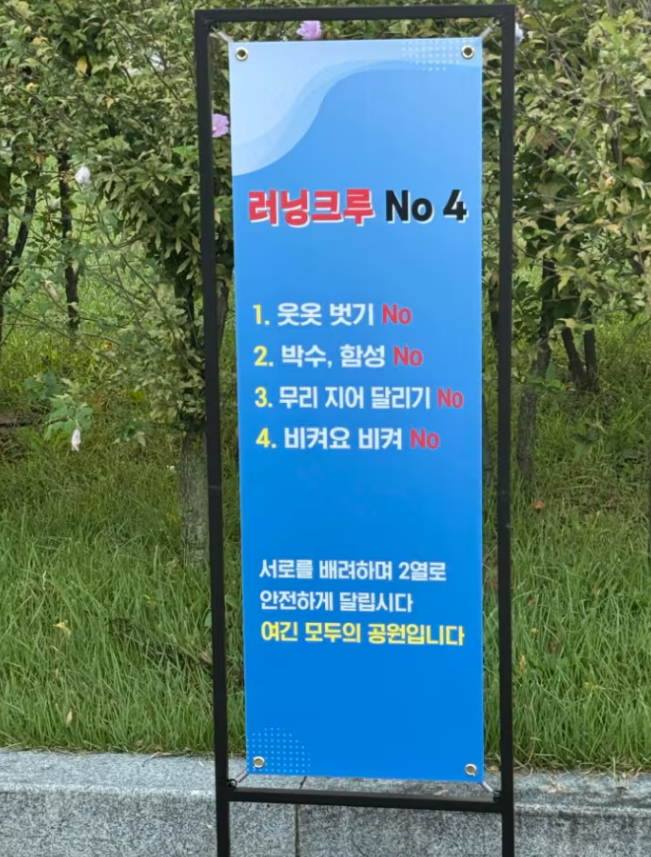 러닝크루 No 4
1. 웃옷 벗기 No
2. 박수, 함성 No
3. 무리 지어 달리기 No
4. 비켜요 비켜 No
서로를 배려하며 2열로
안전하게 달립시다
여긴 모두의 공원입니다